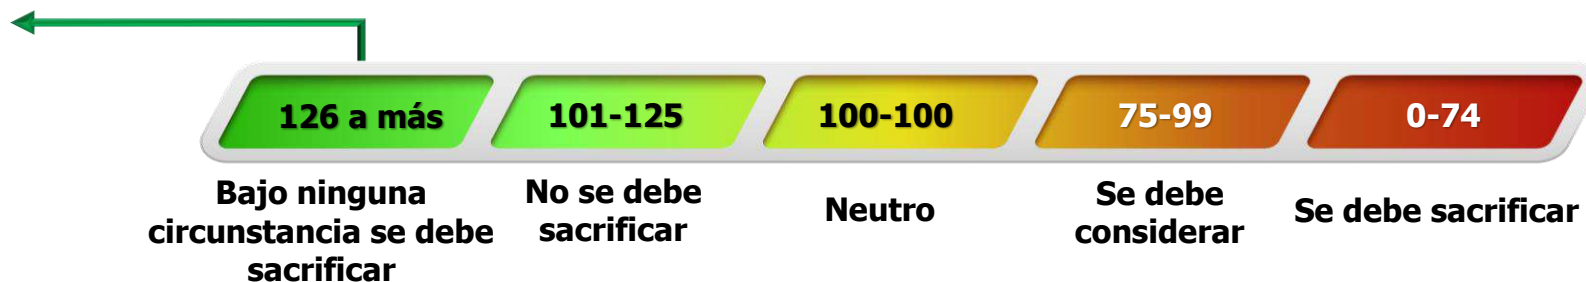 126 a más
101-125
100-100
75-99
0-74
Bajo ninguna
circunstancia se debe
sacrificar
No se debe
sacrificar
Neutro
Se debe
considerar
Se debe sacrificar